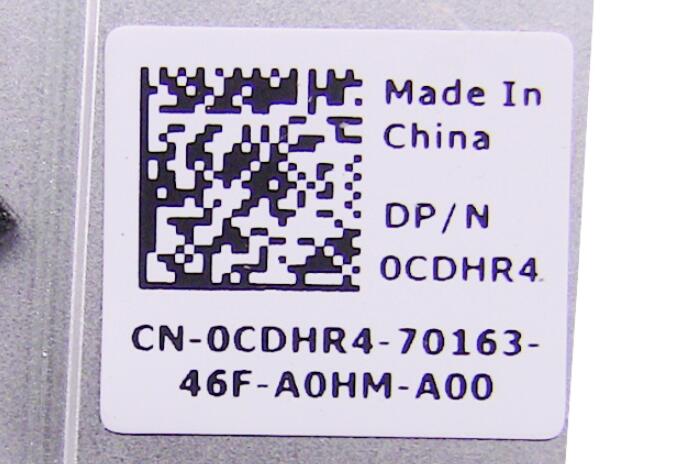 Made In
China
DP/N
0CDHR4
CN-0CDHR4-70163-
46F-A0HM-A00